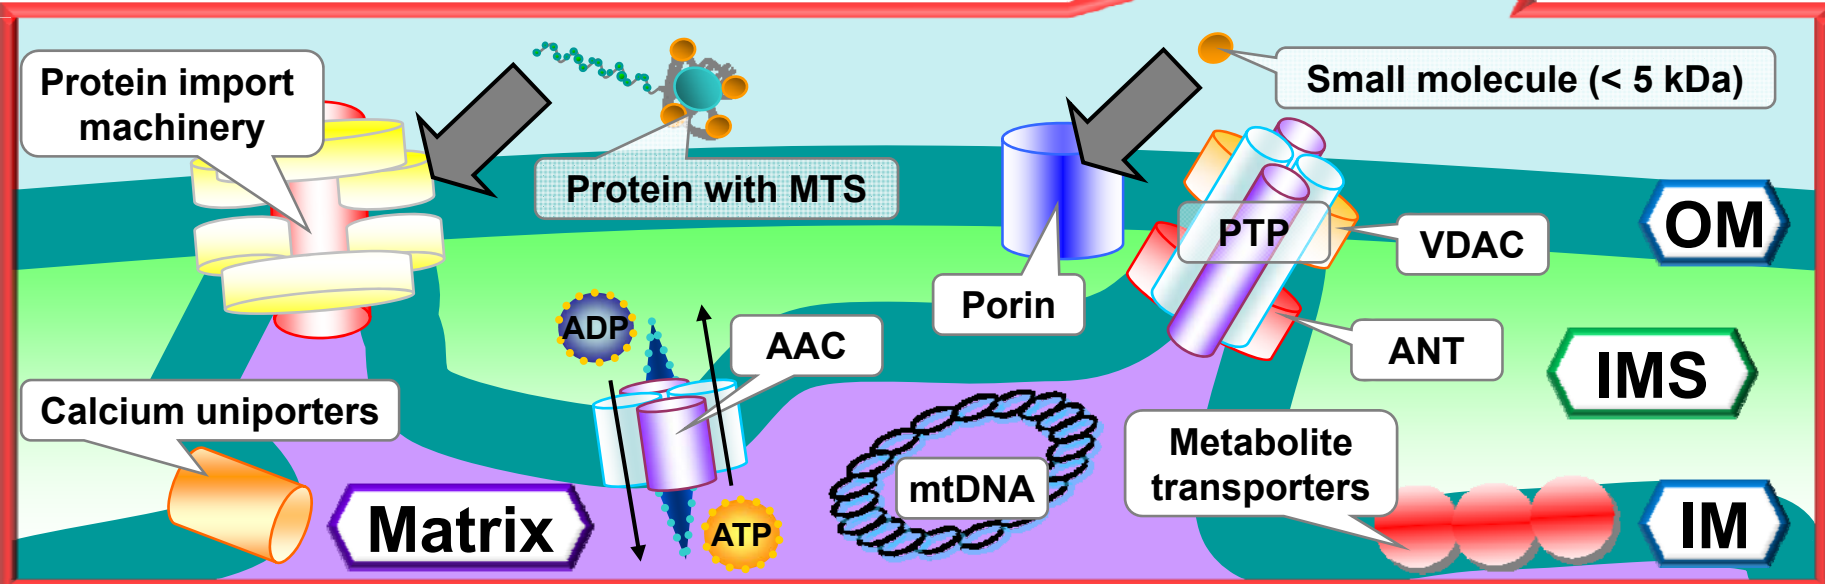 Protein import
machinery
Small molecule (< 5 kDa)
Protein with MTS
PTP
VDAC
OM
Porin
ADP
AAC
ANT
IMS
Calcium uniporters
Metabolite
transporters
mtDNA
Matrix
ATP
IM